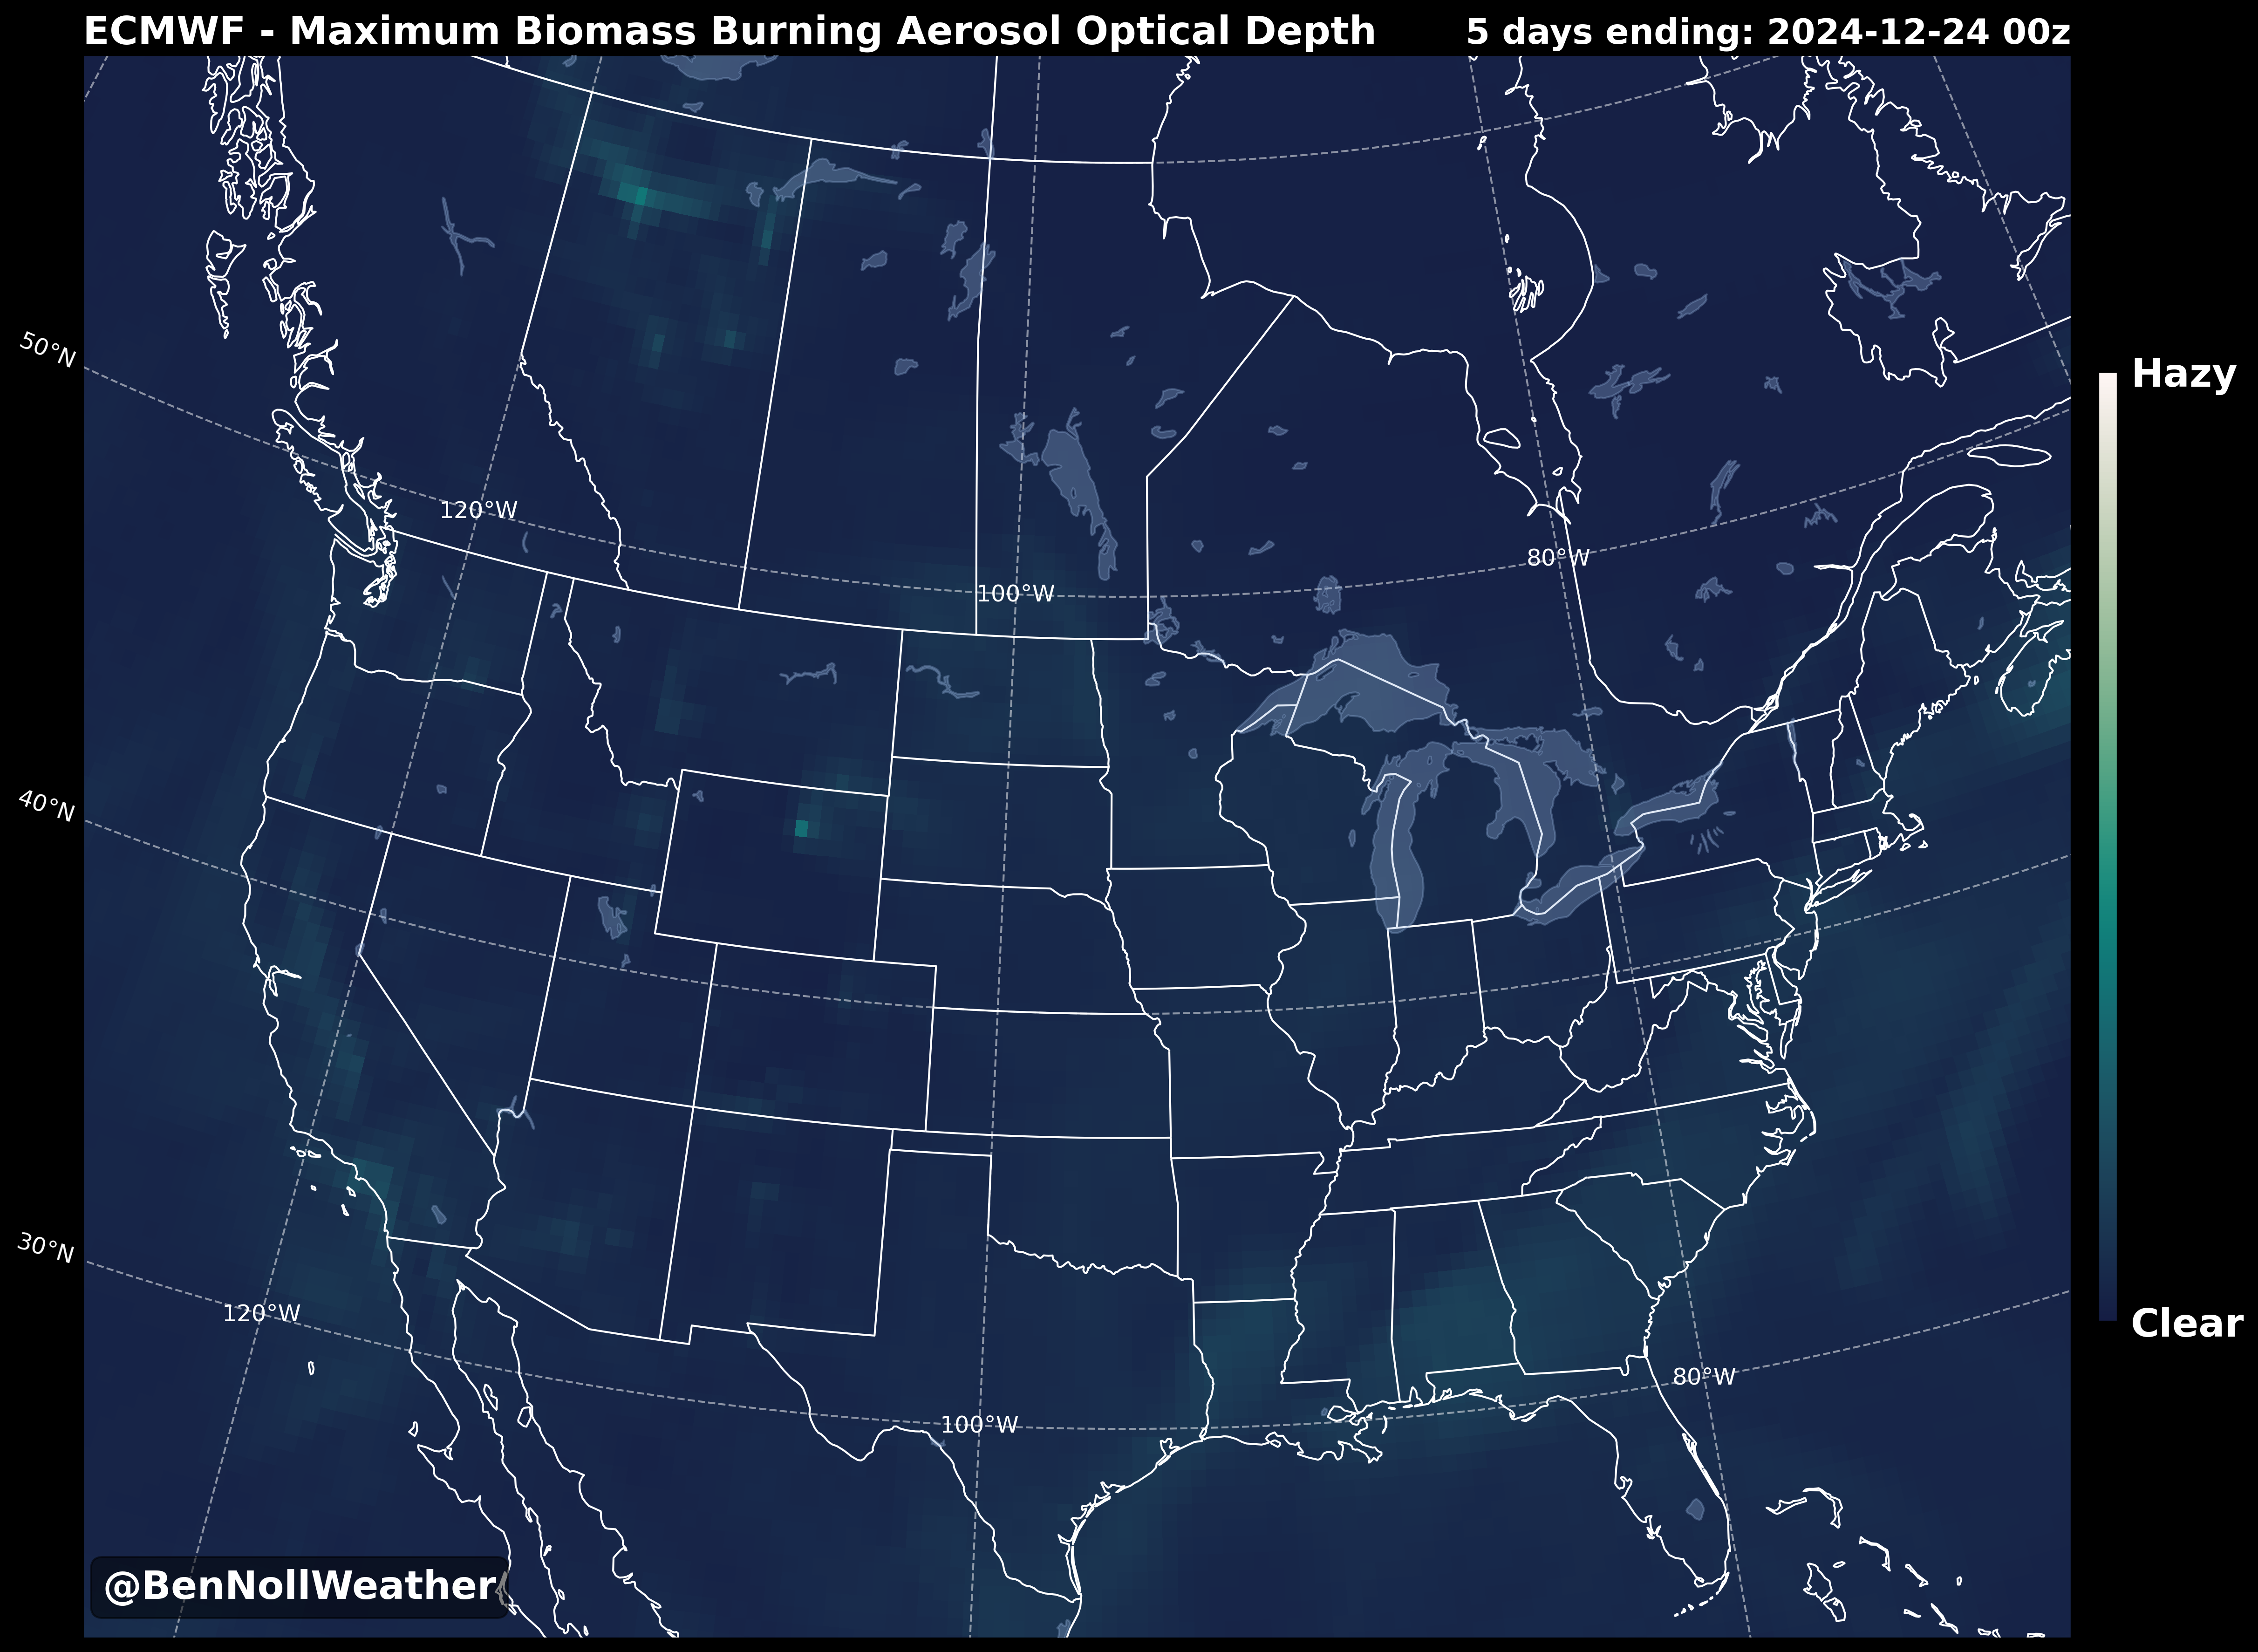 ECMWF - Maximum Biomass Burning Aerosol Optical Depth
5 days ending: 2024-12-24 00z
50°N
Hazy
120°W
80°W
100°W
40°N
30°N
120°W
Clear
80°W
100°W
@BenNollWeather